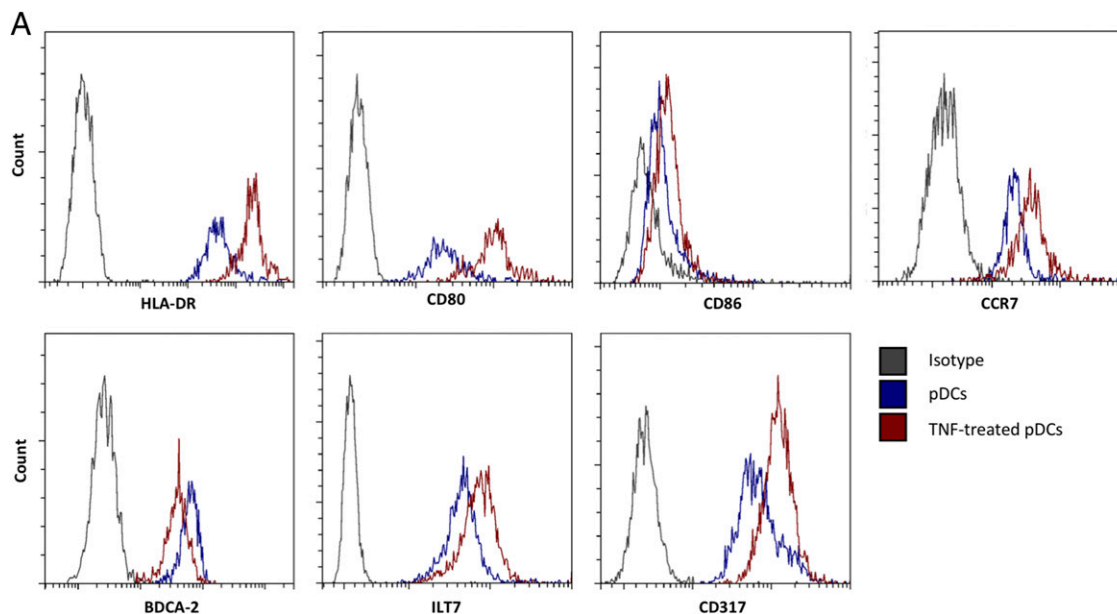 A
Count
HLA-DR
CD80
CD86
CCR7
Count
BDCA-2
ILT7
CD317
Isotype
pDCs
TNF-treated pDCs